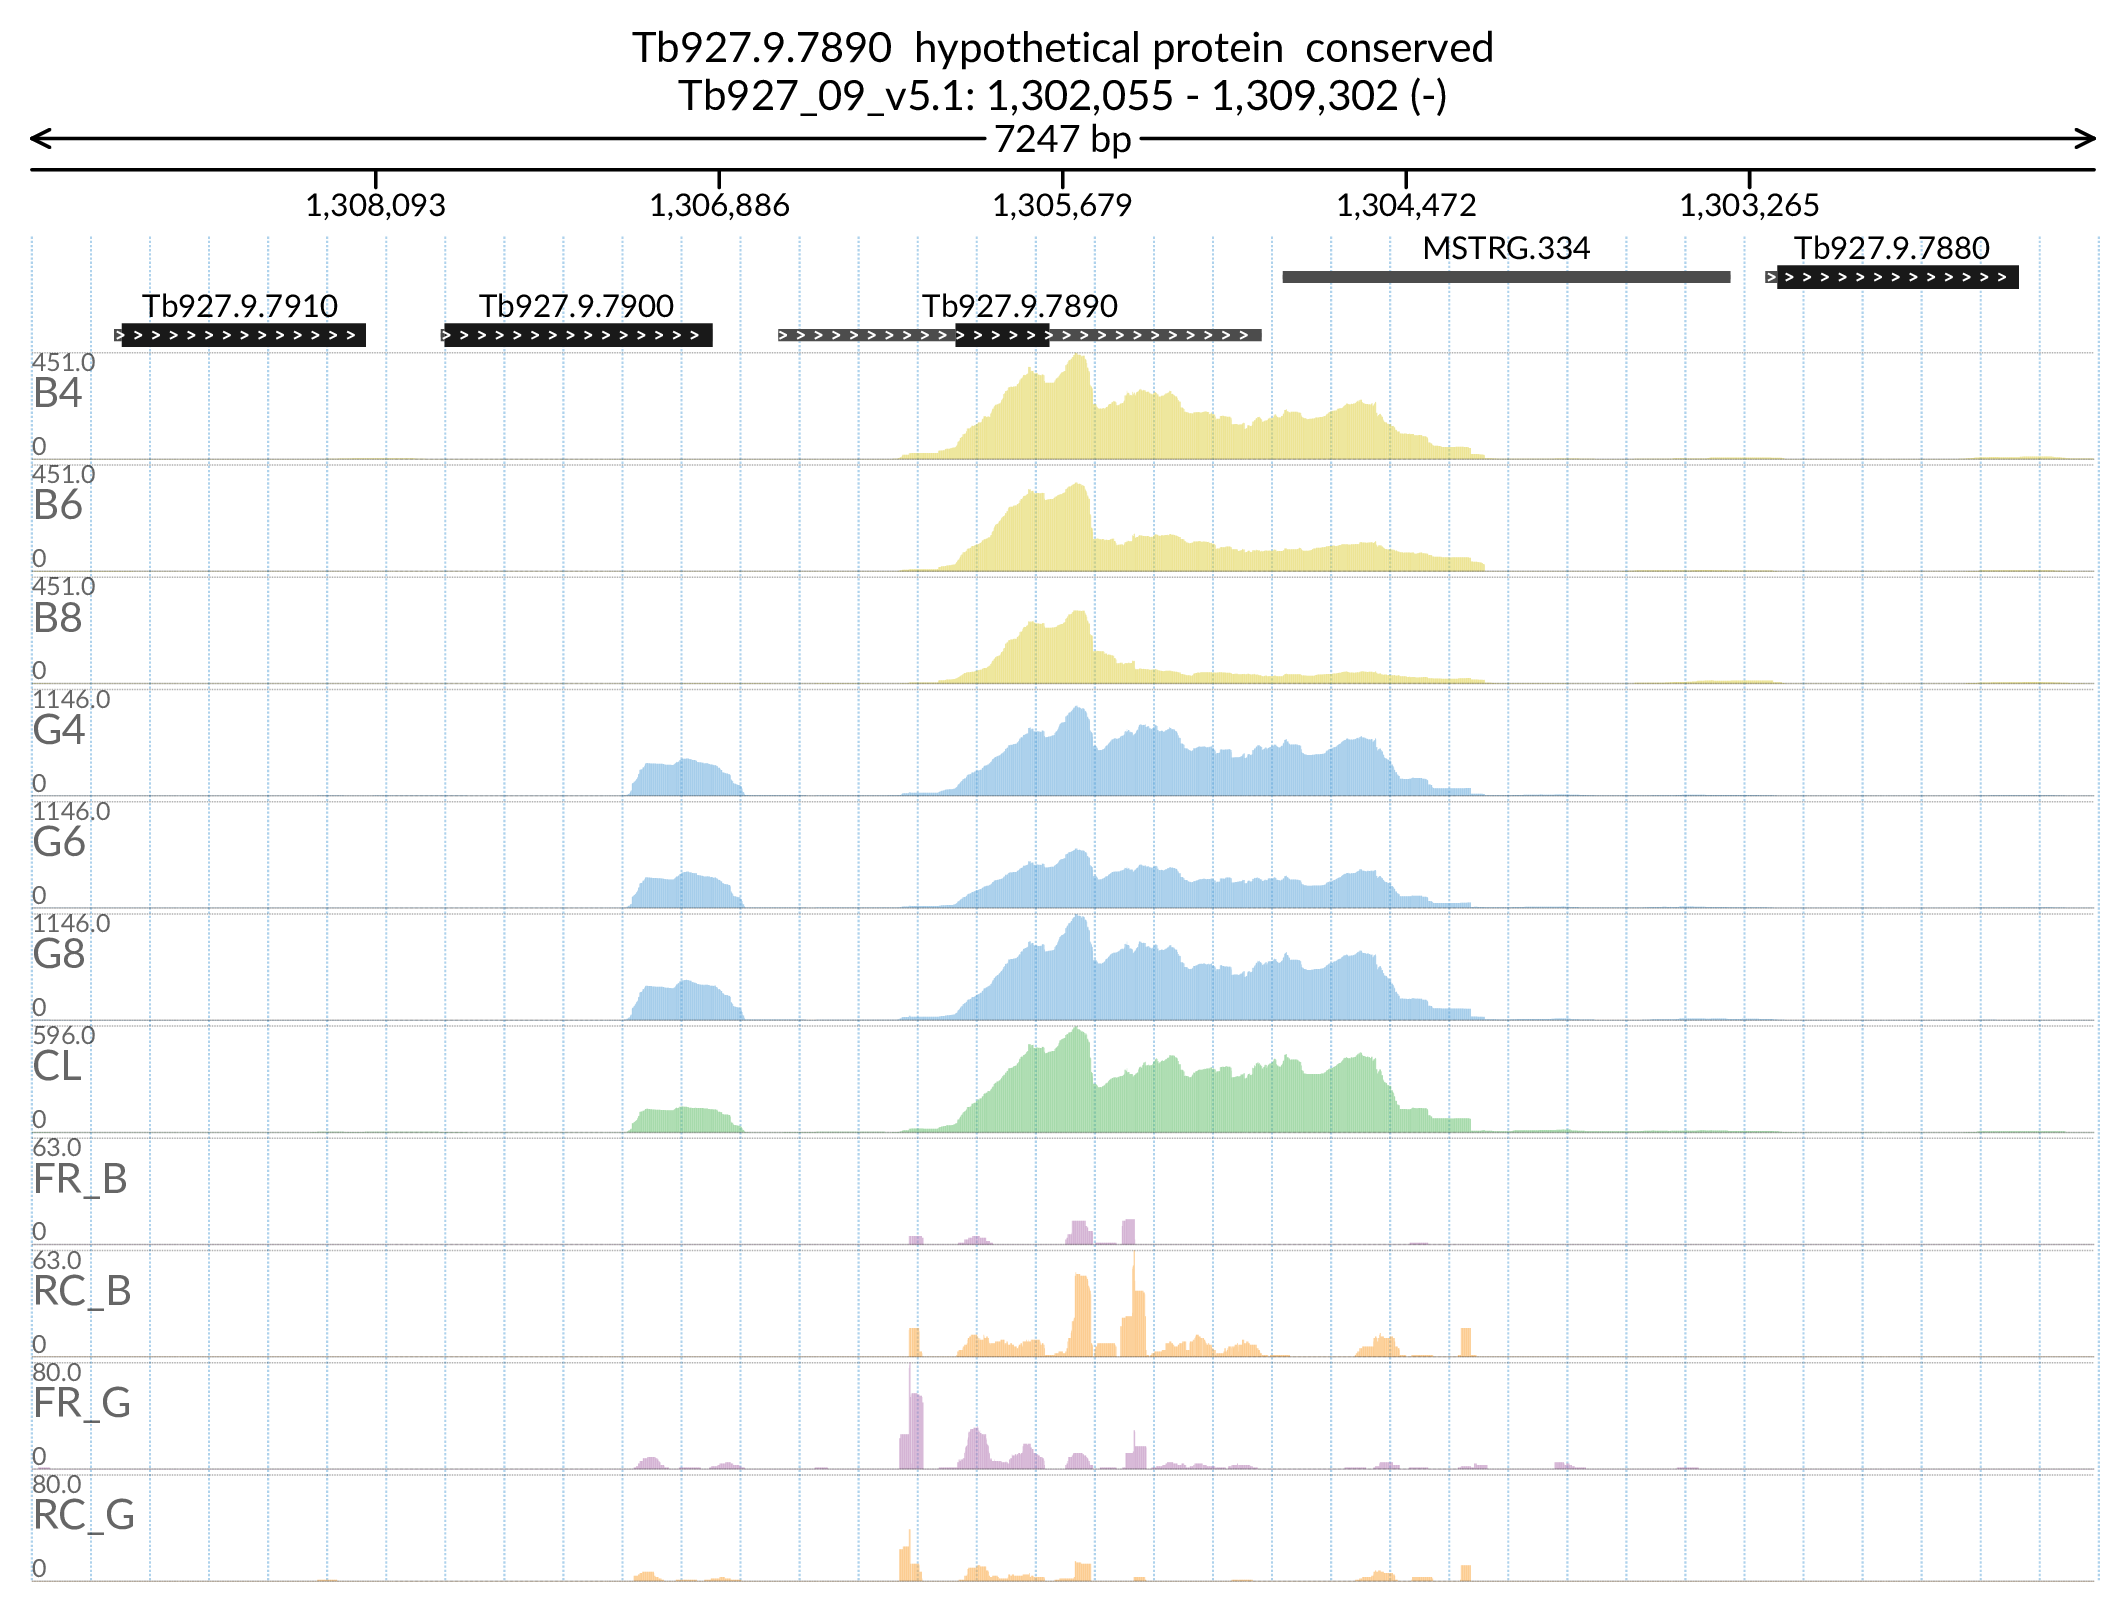 Tb927.9.7890  hypothetical protein  conserved
Tb927_09_v5.1: 1,302,055 - 1,309,302 (-)
7247 bp
1,308,093 1,306,886 1,305,679 1,304,472 1,303,265
MSTRG.334 Tb927.9.7880
Tb927.9.7910 Tb927.9.7900 Tb927.9.7890
451.0
B4
0
451.0
B6
0
451.0
B8
0
1146.0
G4
0
1146.0
G6
0
1146.0
G8
0
596.0
CL
0
63.0
FR_B
0
63.0
RC_B
0
80.0
FR_G
0
80.0
RC_G
0